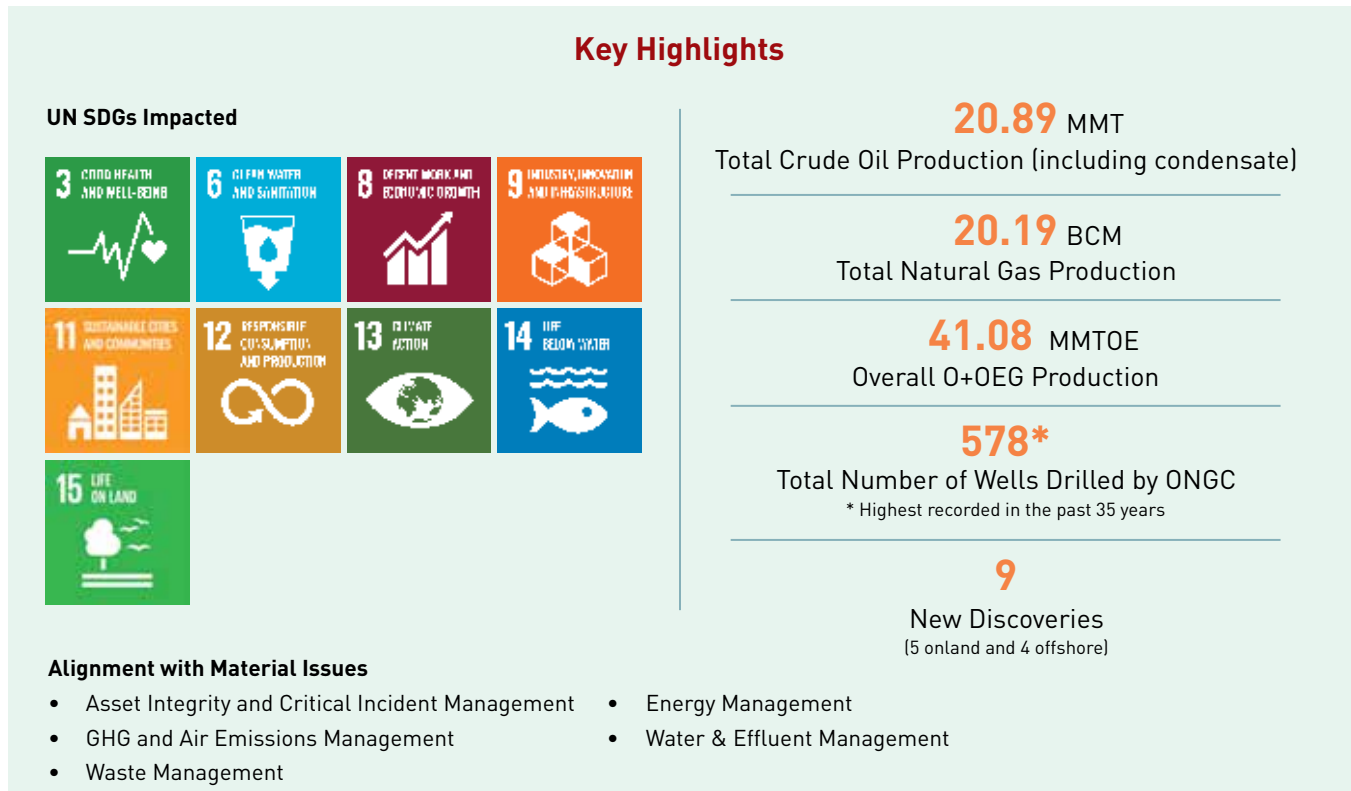 Key Highlights
UN SDGs Impacted
3 GOOD HEALTH
AND WELL-BEING
6 CLEAN WATER
AND SANITATION
8 DECENT WORK AND
ECONOMIC GROWTH
9 INDUSTRY, INNOVATION
AND INFRASTRUCTURE
11 SUSTAINABLE CITIES
AND COMMUNITIES
12 RESPONSIBLE
CONSUMPTION
AND PRODUCTION
13 CLIMATE
ACTION
14 LIFE
BELOW WATER
15 LIFE
ON LAND
20.89 MMT
Total Crude Oil Production (including condensate)
20.19 BCM
Total Natural Gas Production
41.08 MMTOE
Overall O+OEG Production
578*
Total Number of Wells Drilled by ONGC
* Highest recorded in the past 35 years
9
New Discoveries
(5 onland and 4 offshore)
Alignment with Material Issues
• Asset Integrity and Critical Incident Management
• GHG and Air Emissions Management
• Waste Management
• Energy Management
• Water & Effluent Management